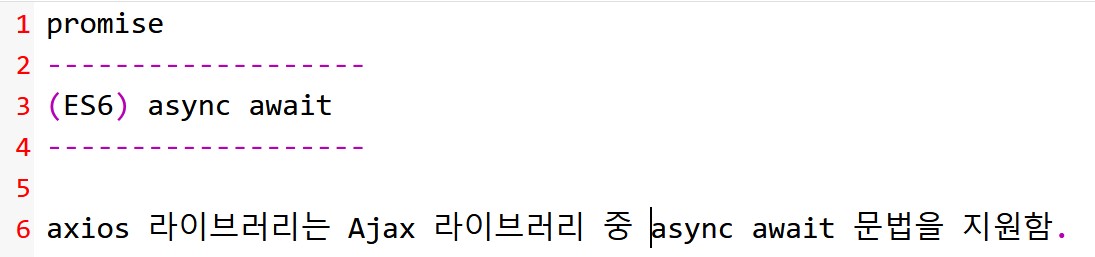 1 promise
2 -------------------
3 (ES6) async await
4 -------------------
5
6 axios 라이브러리는 Ajax 라이브러리 중 async await 문법을 지원함.